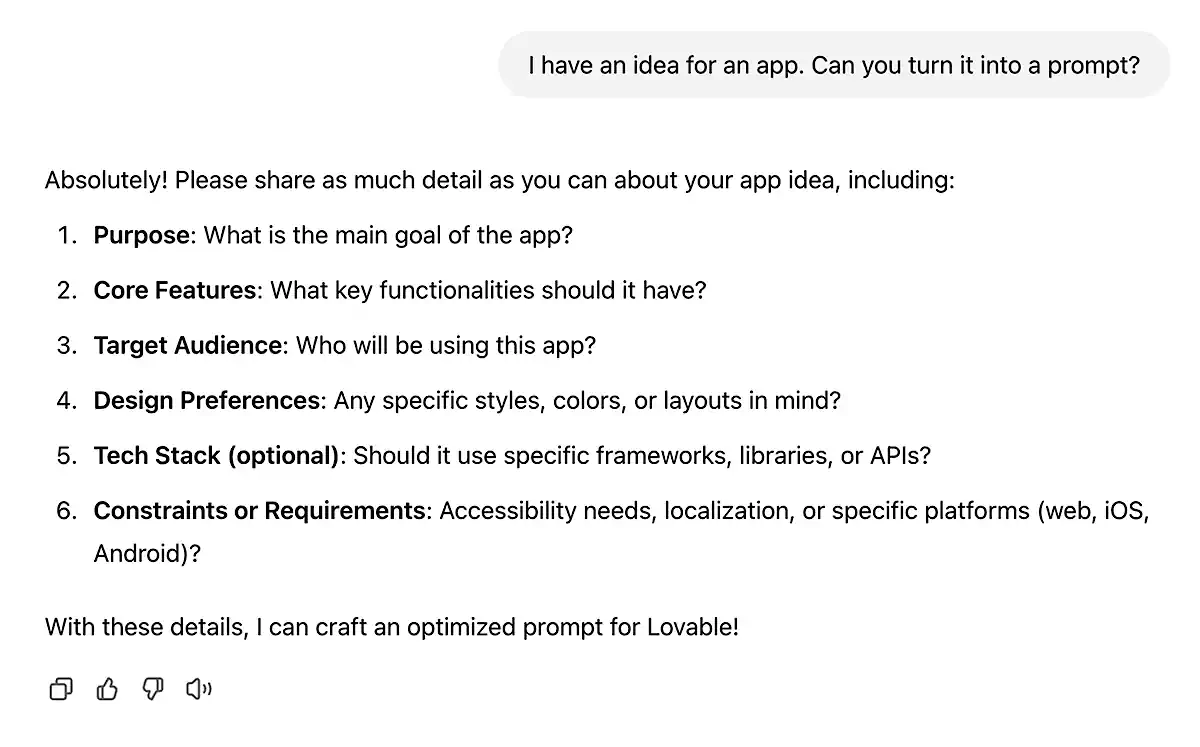 I have an idea for an app. Can you turn it into a prompt?
Absolutely! Please share as much detail as you can about your app idea, including:
1. Purpose: What is the main goal of the app?
2. Core Features: What key functionalities should it have?
3. Target Audience: Who will be using this app?
4. Design Preferences: Any specific styles, colors, or layouts in mind?
5. Tech Stack (optional): Should it use specific frameworks, libraries, or APIs?
6. Constraints or Requirements: Accessibility needs, localization, or specific platforms (web, iOS,
Android)?
With these details, I can craft an optimized prompt for Lovable!